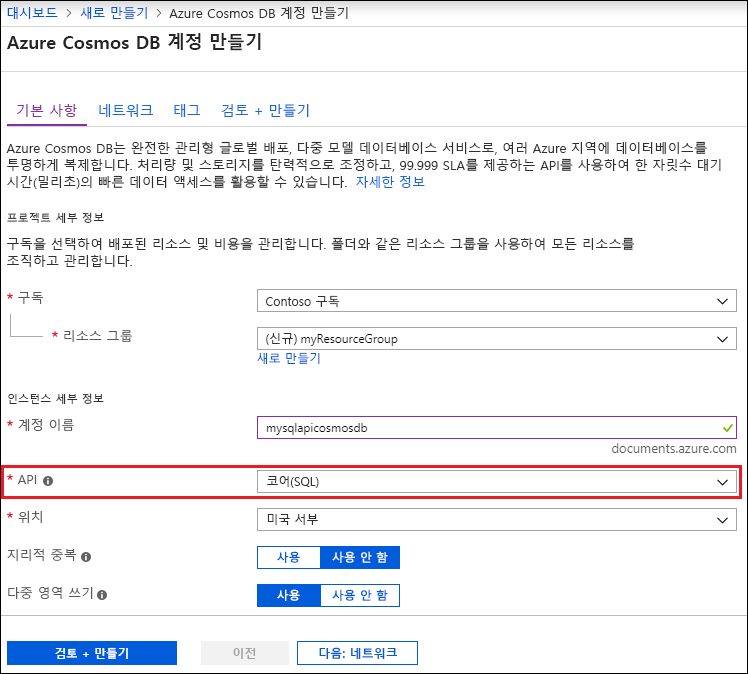 대시보드 > 새로 만들기 > Azure Cosmos DB 계정 만들기
Azure Cosmos DB 계정 만들기
기본 사항 네트워크 태그 검토 + 만들기
Azure Cosmos DB는 완전한 관리형 글로벌 배포, 다중 모델 데이터베이스 서비스로, 여러 Azure 지역에 데이터베이스를
투명하게 복제합니다. 처리량 및 스토리지를 탄력적으로 조정하고, 99.999 SLA를 제공하는 API를 사용하여 한 자릿수 대기
시간(밀리초)의 빠른 데이터 액세스를 활용할 수 있습니다. 자세한 정보
프로젝트 세부 정보
구독을 선택하여 배포된 리소스 및 비용을 관리합니다. 폴더와 같은 리소스 그룹을 사용하여 모든 리소스를
조직하고 관리합니다.
* 구독 Contoso 구독
* 리소스 그룹 (신규) myResourceGroup
새로 만들기
인스턴스 세부 정보
* 계정 이름 mysqlapicosmosdb
documents.azure.com
* API 코어(SQL)
* 위치 미국 서부
지리적 중복 사용 사용 안 함
다중 영역 쓰기 사용 사용 안 함
검토 + 만들기 이전 다음: 네트워크